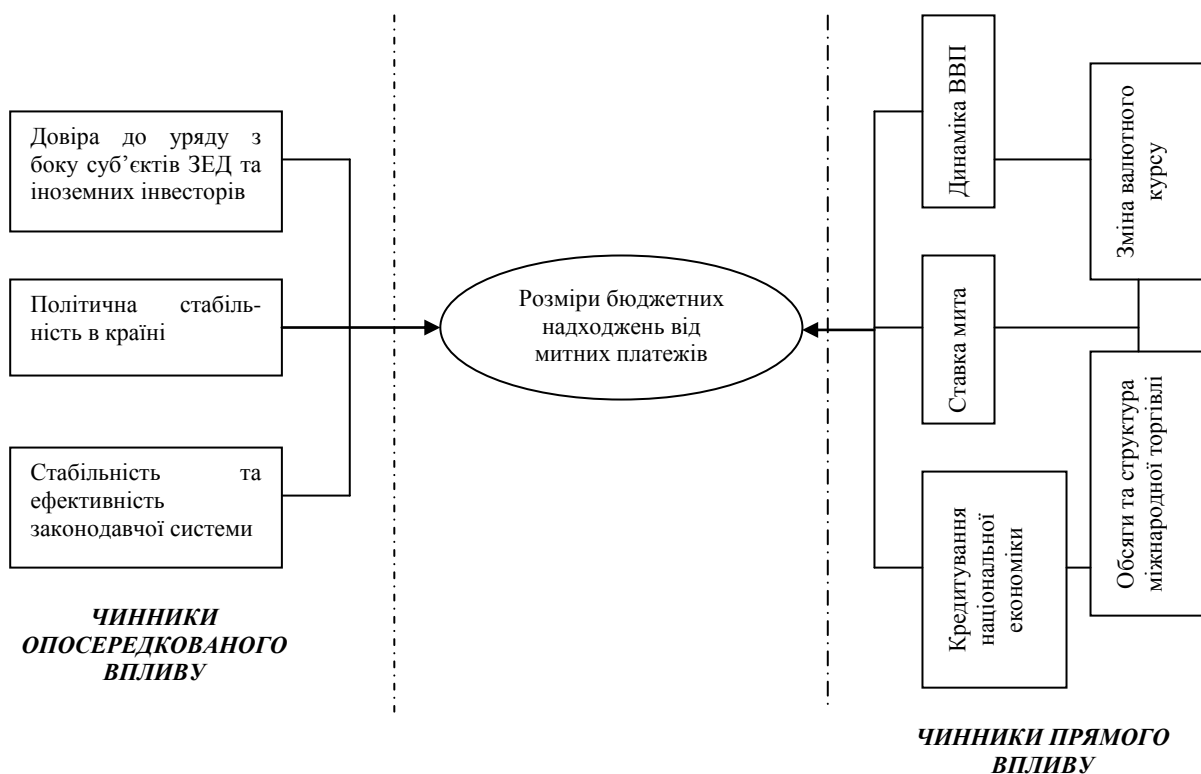 Довіра до уряду з
боку суб’єктів ЗЕД та
іноземних інвесторів
Політична стабіль-
ність в країні
Стабільність та
ефективність
законодавчої системи
ЧИННИКИ
ОПОСЕРЕДКОВАНОГО
ВПЛИВУ
Розміри бюджетних
надходжень від
митних платежів
Динаміка ВВП
Ставка мита
Кредитування
національної
економіки
Зміна валютного
курсу
Обсяги та структура
міжнародної торгівлі
ЧИННИКИ ПРЯМОГО
ВПЛИВУ